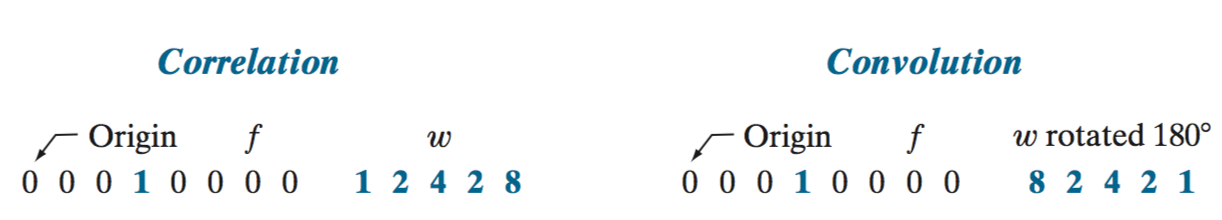 Correlation Convolution
Origin f w Origin f w rotated 180°
0 0 0 1 0 0 0 0 1 2 4 2 8 0 0 0 1 0 0 0 0 8 2 4 2 1